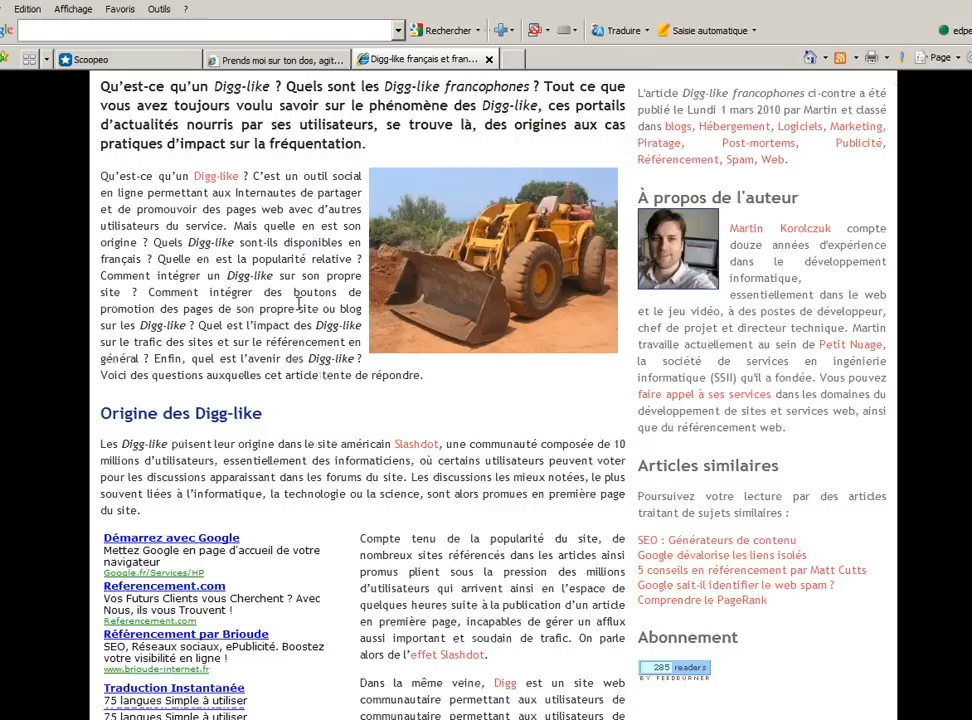 Edition Affichage Favoris Outils ?
gle Rechercher Traduire Saisie automatique edpe
Scoopeo Prends moi sur ton dos, agit... Digg-like français et fran... Page
Qu'est-ce qu'un Digg-like ? Quels sont les Digg-like francophones ? Tout ce que
vous avez toujours voulu savoir sur le phénomène des Digg-like, ces portails
d'actualités nourris par ses utilisateurs, se trouve là, des origines aux cas
pratiques d'impact sur la fréquentation.
Qu'est-ce qu'un Digg-like ? C'est un outil social
en ligne permettant aux Internautes de partager
et de promouvoir des pages web avec d'autres
utilisateurs du service. Mais quelle en est son
origine ? Quels Digg-like sont-ils disponibles en
français ? Quelle en est la popularité relative ?
Comment intégrer un Digg-like sur son propre
site ? Comment intégrer des boutons de
promotion des pages de son propre site ou blog
sur les Digg-like ? Quel est l'impact des Digg-like
sur le trafic des sites et sur le référencement en
général ? Enfin, quel est l'avenir des Digg-like ?
Voici des questions auxquelles cet article tente de répondre.
Origine des Digg-like
Les Digg-like puisent leur origine dans le site américain Slashdot, une communauté composée de 10
millions d'utilisateurs, essentiellement des informaticiens, où certains utilisateurs peuvent voter
pour les discussions apparaissant dans les forums du site. Les discussions les mieux notées, le plus
souvent liées à l'informatique, la technologie ou la science, sont alors promues en première page
du site.
Démarrez avec Google
Mettez Google en page d'accueil de votre
navigateur
Google.fr/Services/HP
Referencement.com
Vos Futurs Clients vous Cherchent ? Avec
Nous, ils vous Trouvent !
Referencement.com
Référencement par Brioude
SEO, Réseaux sociaux, ePublicité. Boostez
votre visibilité en ligne !
www.brioude-internet.fr
Traduction Instantanée
75 langues Simple à utiliser
75 langues Simple à utiliser
Compte tenu de la popularité du site, de
nombreux sites référencés dans les articles ainsi
promus plient sous la pression des millions
d'utilisateurs qui arrivent ainsi en l'espace de
quelques heures suite à la publication d'un article
en première page, incapables de gérer un afflux
aussi important et soudain de trafic. On parle
alors de l'effet Slashdot.
Dans la même veine, Digg est un site web
communautaire permettant aux utilisateurs de
communautaire permettant aux utilisateurs de
L'article Digg-like francophones ci-contre a été
publié le Lundi 1 mars 2010 par Martin et classé
dans blogs, Hébergement, Logiciels, Marketing,
Piratage, Post-mortems, Publicité,
Référencement, Spam, Web.
À propos de l'auteur
Martin Korolczuk compte
douze années d'expérience
dans le développement
informatique,
essentiellement dans le web
et le jeu vidéo, à des postes de développeur,
chef de projet et directeur technique. Martin
travaille actuellement au sein de Petit Nuage,
la société de services en ingénierie
informatique (SSII) qu'il a fondée. Vous pouvez
faire appel à ses services dans les domaines du
développement de sites et services web, ainsi
que du référencement web.
Articles similaires
Poursuivez votre lecture par des articles
traitant de sujets similaires :
SEO : Générateurs de contenu
Google dévalorise les liens isolés
5 conseils en référencement par Matt Cutts
Google sait-il identifier le web spam ?
Comprendre le PageRank
Abonnement
285 readers
BY FEEDBURNER